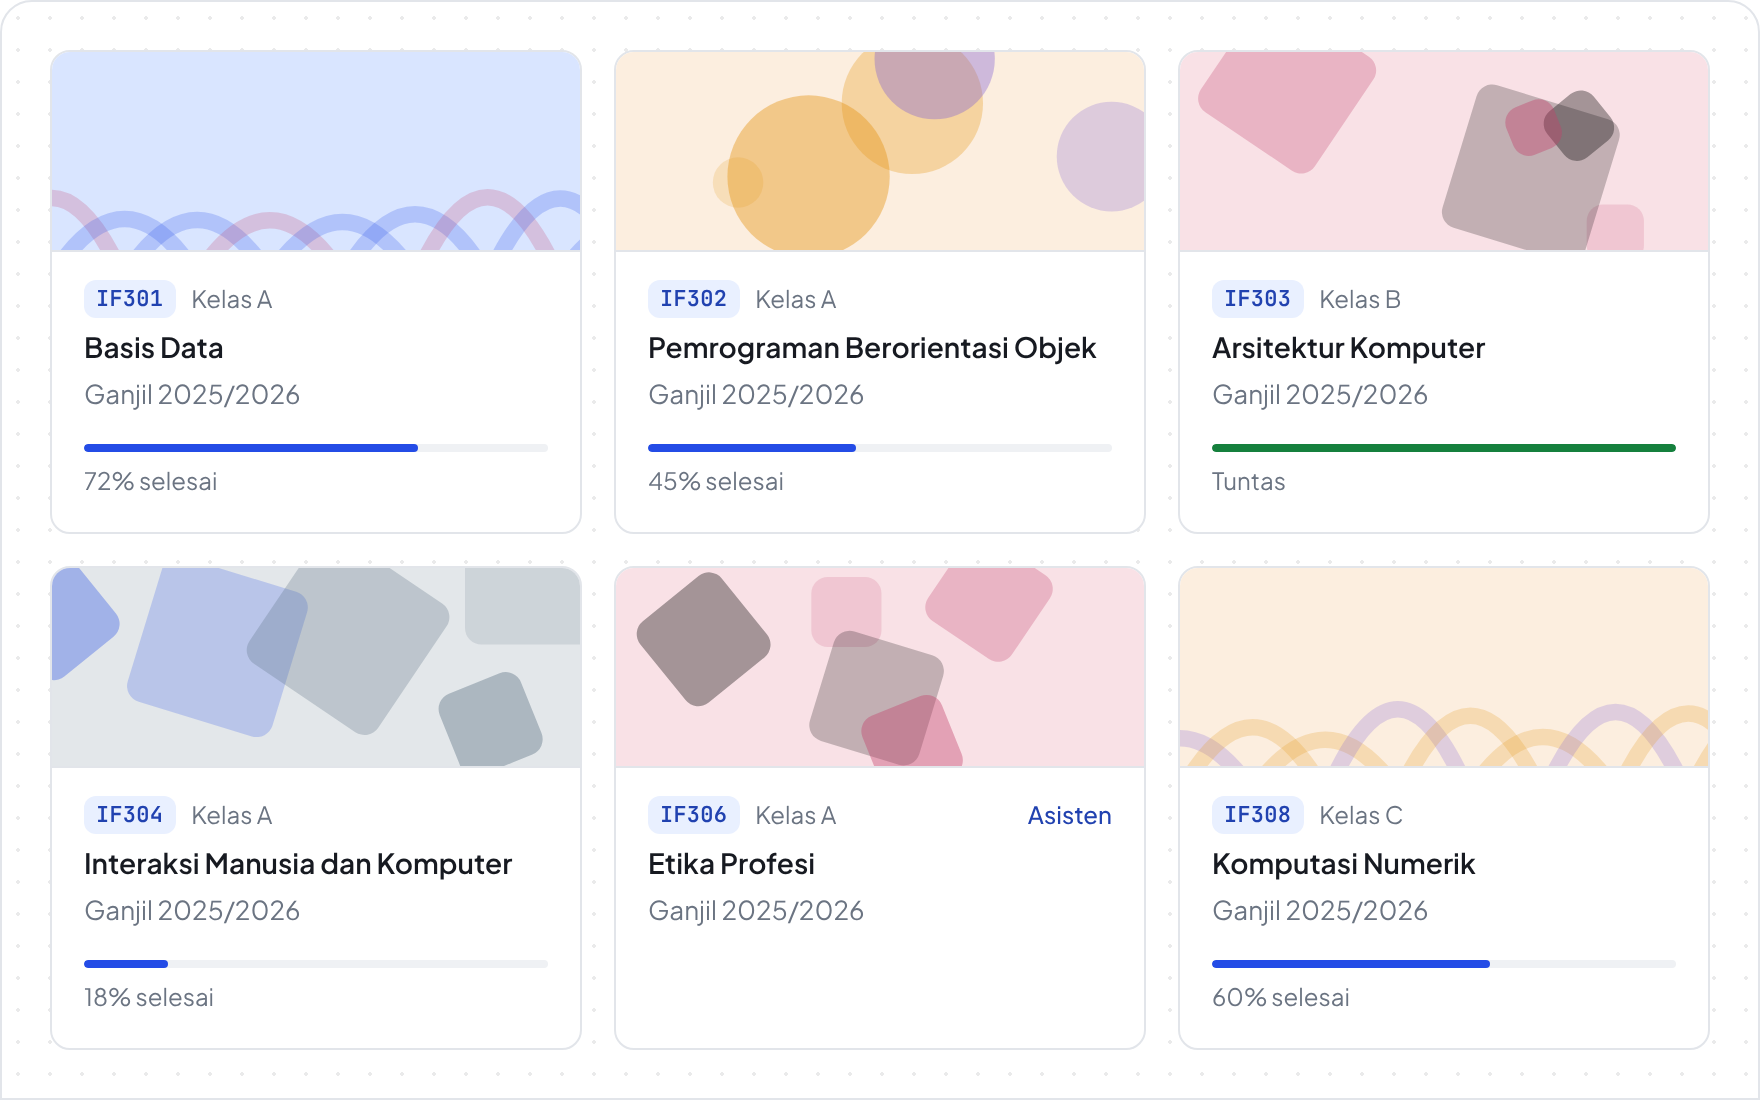 IF301 Kelas A
Basis Data
Ganjil 2025/2026
72% selesai
IF302 Kelas A
Pemrograman Berorientasi Objek
Ganjil 2025/2026
45% selesai
IF303 Kelas B
Arsitektur Komputer
Ganjil 2025/2026
Tuntas
IF304 Kelas A
Interaksi Manusia dan Komputer
Ganjil 2025/2026
18% selesai
IF306 Kelas A Asisten
Etika Profesi
Ganjil 2025/2026
IF308 Kelas C
Komputasi Numerik
Ganjil 2025/2026
60% selesai